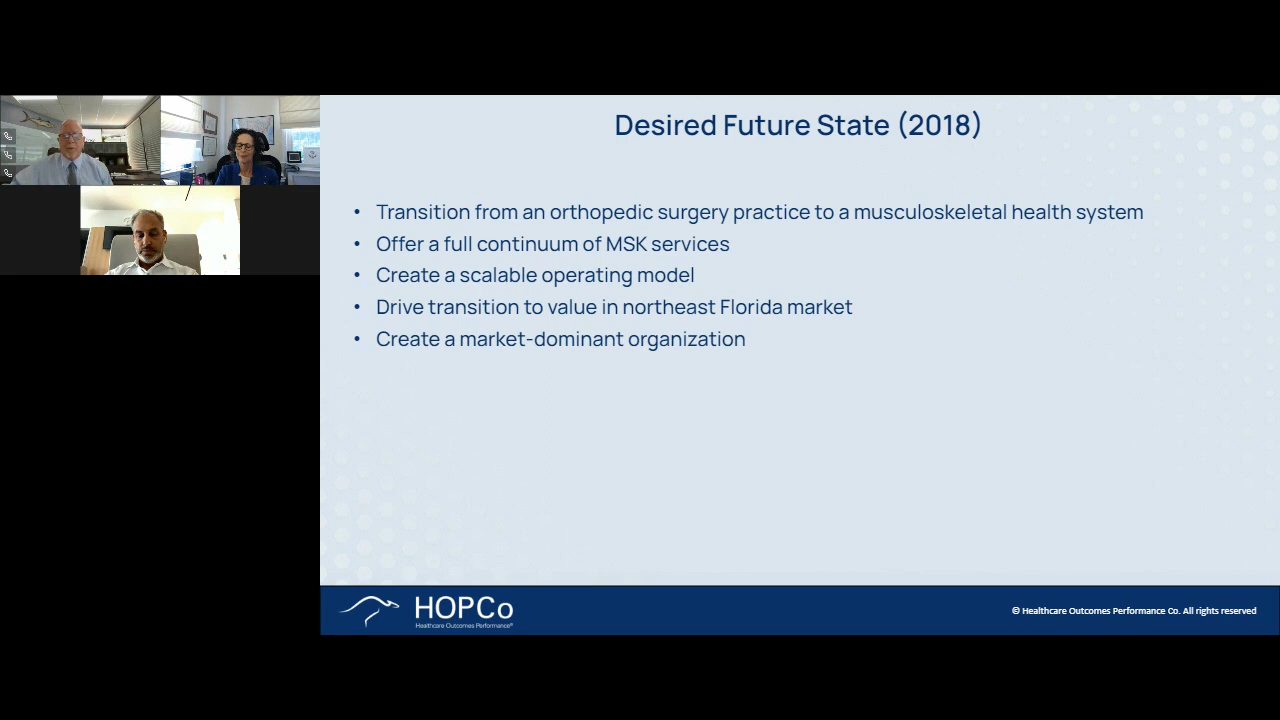 Desired Future State (2018)
• Transition from an orthopedic surgery practice to a musculoskeletal health system
• Offer a full continuum of MSK services
• Create a scalable operating model
• Drive transition to value in northeast Florida market
• Create a market-dominant organization
HOPCo
Healthcare Outcomes Performance®
© Healthcare Outcomes Performance Co. All rights reserved